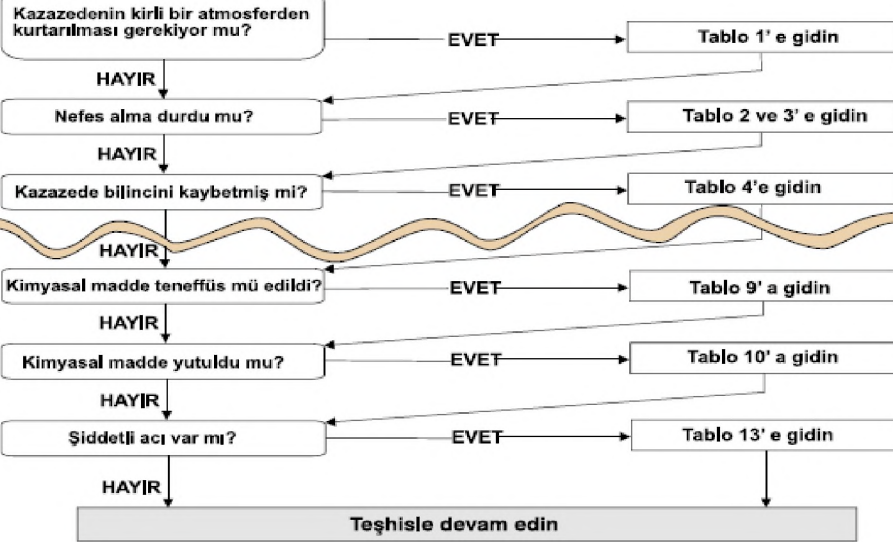 Kazazedenin kirli bir atmosferden
kurtarılması gerekiyor mu?
EVET
Tablo 1' e gidin
HAYIR
Nefes alma durdu mu?
EVET
Tablo 2 ve 3' e gidin
HAYIR
Kazazede bilincini kaybetmiş mi?
EVET
Tablo 4'e gidin
HAYIR
Kimyasal madde teneffüs mü edildi?
EVET
Tablo 9' a gidin
HAYIR
Kimyasal madde yutuldu mu?
EVET
Tablo 10' a gidin
HAYIR
Şiddetli acı var mı?
EVET
Tablo 13' e gidin
HAYIR
Teşhisle devam edin